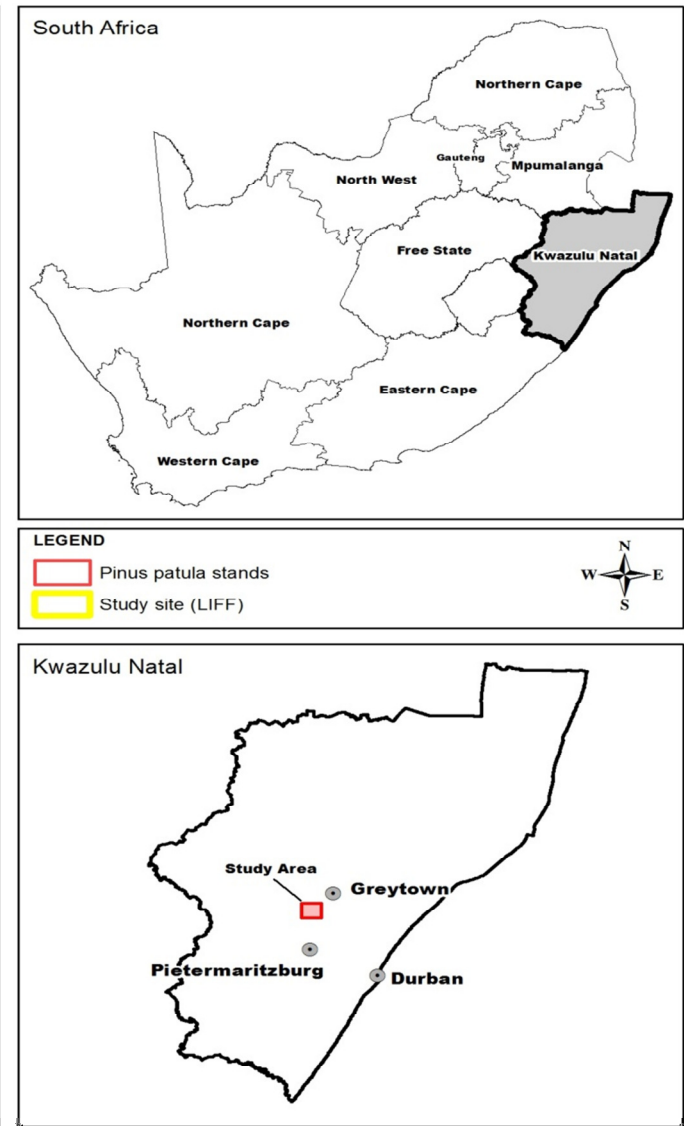 South Africa
Northern Cape
Gauteng
Mpumalanga
North West
Kwazulu Natal
Free State
Northern Cape
Eastern Cape
Western Cape
LEGEND
Pinus patula stands
Study site (LIFF)
N
W E
S
Kwazulu Natal
Study Area
Greytown
Pietermaritzburg
Durban